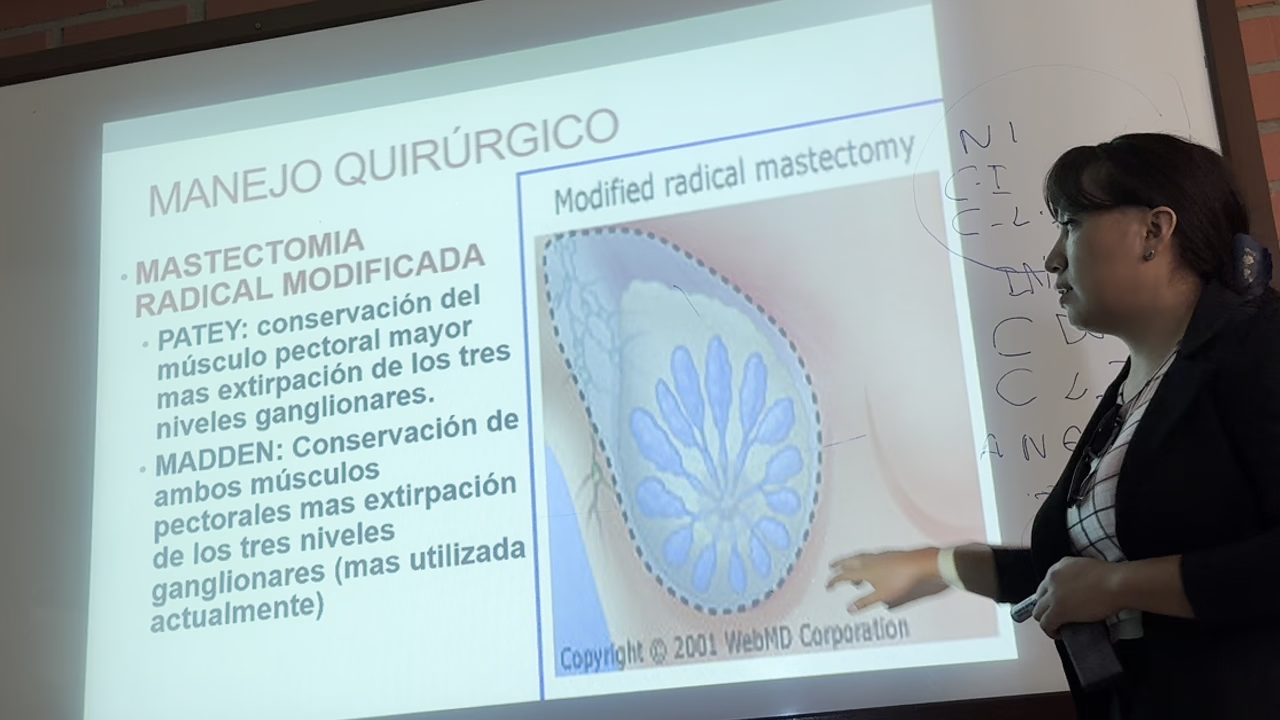 MANEJO QUIRÚRGICO
• MASTECTOMIA
RADICAL MODIFICADA
• PATEY: conservación del
músculo pectoral mayor
mas extirpación de los tres
niveles ganglionares.
• MADDEN: Conservación de
ambos músculos
pectorales mas extirpación
de los tres niveles
ganglionares (mas utilizada
actualmente)
Modified radical mastectomy
Copyright © 2001 WebMD Corporation
N I
C-I
C-L